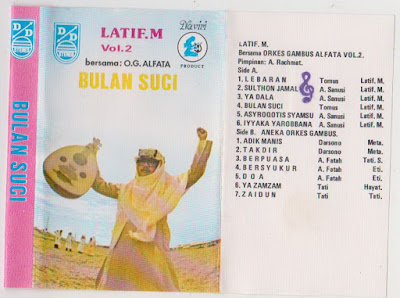 DD
BULAN SUCI
DD
LATIF.M
Vol.2
bersama: O.G. ALFATA
BULAN SUCI
PRODUCT
LATIF. M.
Bersama ORKES GAMBUS ALFATA VOL.2.
Pimpinan: A. Rachmat.
Side A.
1. LEBARAN Tomus Latif. M.
2. SULTHON JAMAL A. Sanusi Latif. M.
3. YA DALA A. Sanusi Latif. M.
4. BULAN SUCI Tomus Latif. M.
5. ASYROQOTIS SYAMSU A. Sanusi Latif. M.
6. IYYAKA YAROBBANA A. Sanusi Latif. M.
Side B. ANEKA ORKES GAMBUS.
1. ADIK MANIS Darsono Meta.
2. TAKDIR Darsono Meta.
3. BERPUASA A. Fatah Tati. S.
4. BERSYUKUR A. Fatah Eti.
5. DOA A. Fatah Eti.
6. YA ZAMZAM Tati Hayat.
7. ZAIDUN Tati Tati.